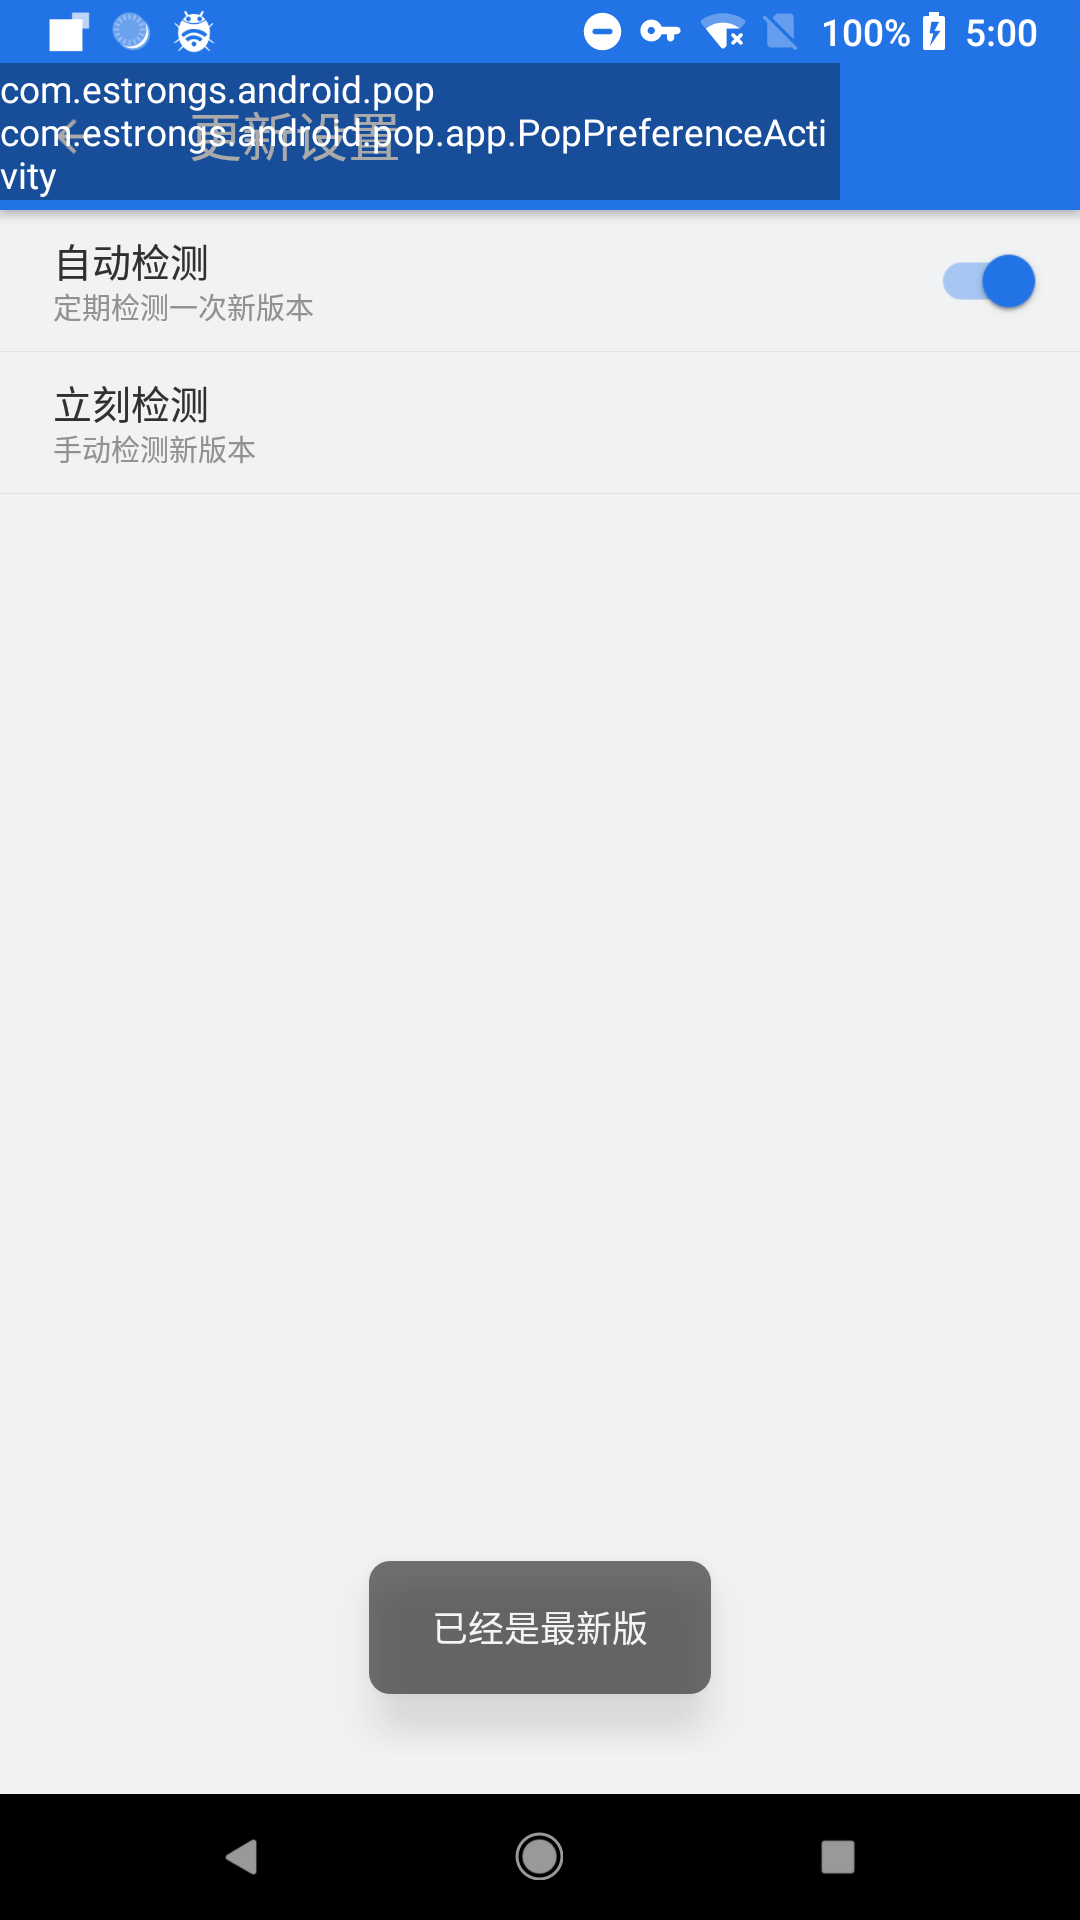 100% 5:00
com.estrongs.android.pop
com.estrongs.android.pop.app.PopPreferenceActi
vity
更新设置
自动检测
定期检测一次新版本
立刻检测
手动检测新版本
已经是最新版